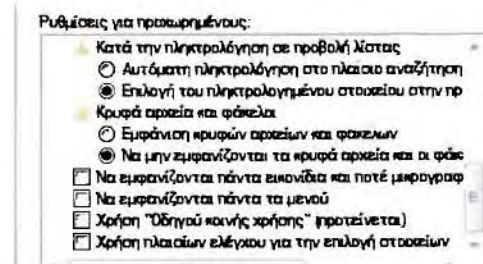 Ρυθμίσεις για προχωρημένους:
Κατά την πληκτρολόγηση σε προβολή λίστας
Αυτόματη πληκτρολόγηση στο πλαίσιο αναζήτηση
Επιλογή του πληκτρολογημένου στοιχείου στην πρ
Κρυφά αρχεία και φάκελοι
Εμφάνιση κρυφών αρχείων και φακέλων
Να μην εμφανίζονται τα κρυφά αρχεία και οι φάκε
Να εμφανίζονται πάντα εικονίδια και ποτέ μικρογραφ
Να εμφανίζονται πάντα τα μενού
Χρήση "Οδηγού κοινής χρήσης" (προτείνεται)
Χρήση πλαισίων ελέγχου για την επιλογή στοιχείων